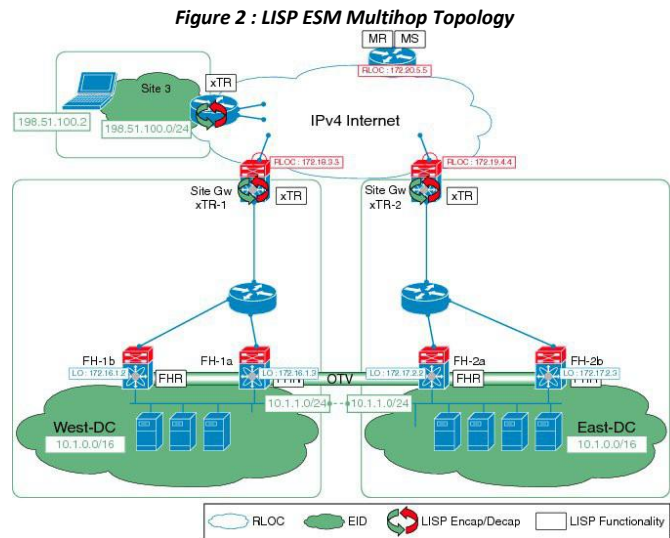 Figure 2 : LISP ESM Multihop Topology
MR MS
RLOC : 172.20.5.5
xTR
Site 3
198.51.100.2
198.51.100.0/24
IPv4 Internet
RLOC : 172.18.3.3
RLOC : 172.19.4.4
Site Gw
xTR-1
xTR
Site Gw
xTR-2
xTR
FH-1b
FH-1a
FH-2a
FH-2b
LO : 172.16.1.2
LO : 172.16.1.3
LO : 172.17.2.2
LO : 172.17.2.3
FHR
FHR
OTV
FHR
FHR
10.1.1.0/24
10.1.1.0/24
West-DC
10.1.0.0/16
East-DC
10.1.0.0/16
RLOC
EID
LISP Encap/Decap
LISP Functionality